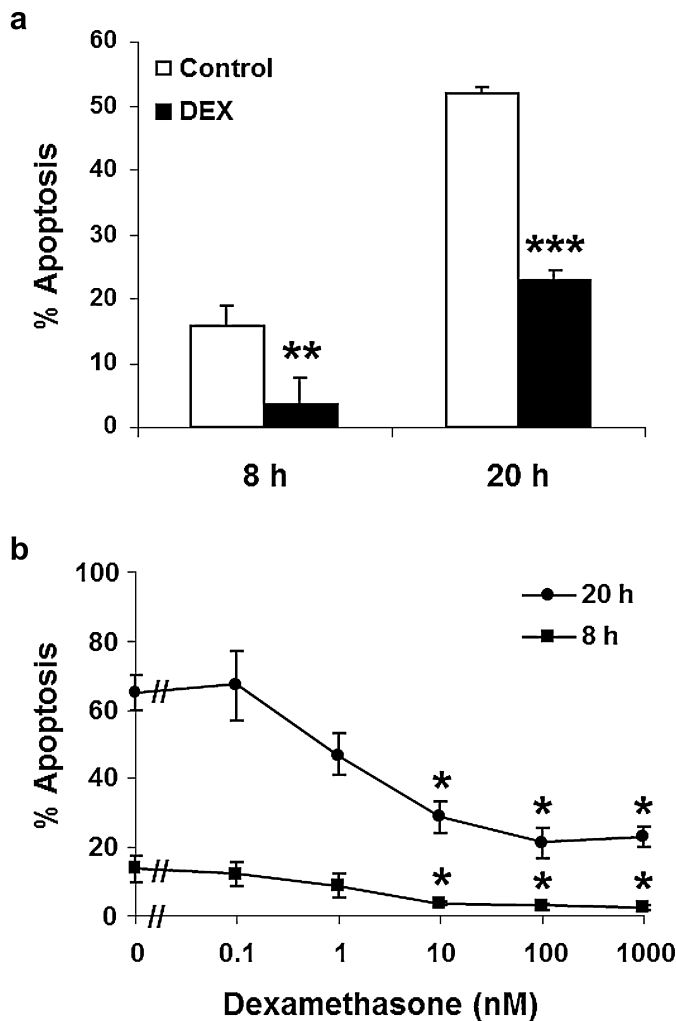 a
60
50
40
30
20
10
0
% Apoptosis
Control
DEX
**
***
8 h
20 h
b
100
80
60
40
20
0
% Apoptosis
20 h
8 h
//
//
//
* * *
* * *
0 0.1 1 10 100 1000
Dexamethasone (nM)